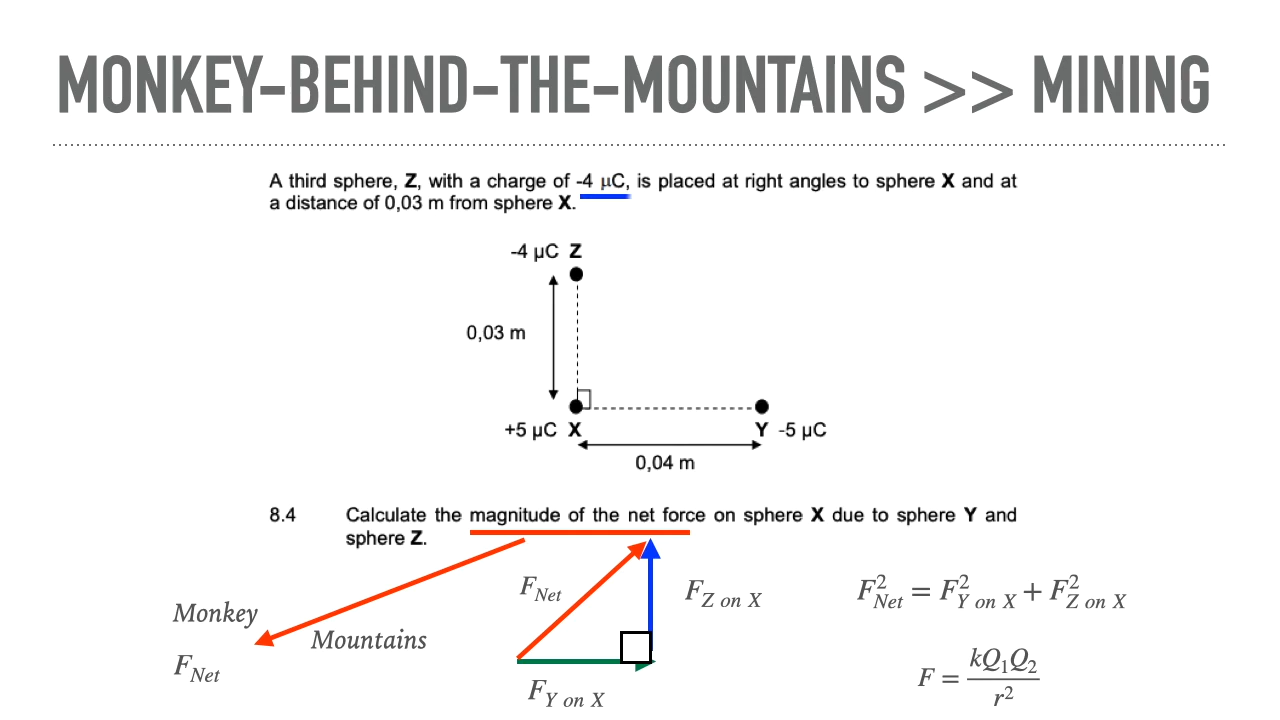 MONKEY-BEHIND-THE-MOUNTAINS >> MINING
A third sphere, Z, with a charge of -4 µC, is placed at right angles to sphere X and at
a distance of 0,03 m from sphere X.
-4 µC Z
0,03 m
+5 µC X
Y -5 µC
0,04 m
8.4 Calculate the magnitude of the net force on sphere X due to sphere Y and
sphere Z.
Monkey
Mountains
F_Net
F_Net
F_Z on X
F_Y on X
F²_Net = F²_Y on X + F²_Z on X
F = kQ₁Q₂ / r²